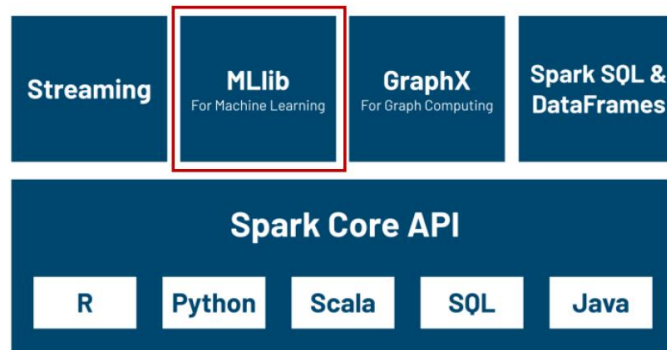 Streaming
MLlib
For Machine Learning
GraphX
For Graph Computing
Spark SQL &
DataFrames
Spark Core API
R
Python
Scala
SQL
Java